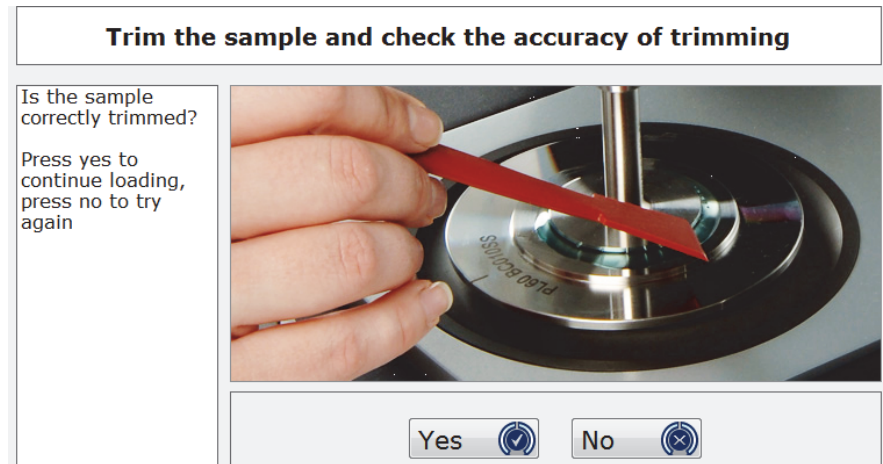 Trim the sample and check the accuracy of trimming
Is the sample
correctly trimmed?
Press yes to
continue loading,
press no to try
again
PL60 BC010SS
Yes
No